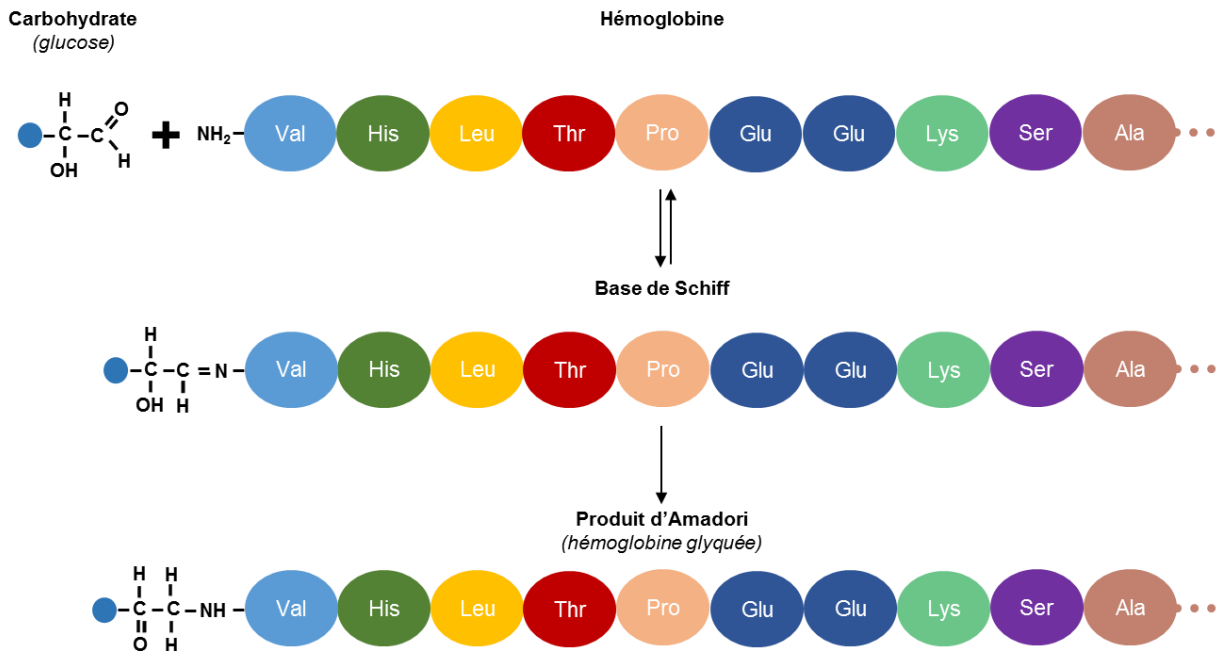 Carbohydrate
(glucose)
Hémoglobine
H
O
C
C
OH
H
+
NH2
Val His Leu Thr Pro Glu Glu Lys Ser Ala
Base de Schiff
H
C
C
=
N
OH
H
Val His Leu Thr Pro Glu Glu Lys Ser Ala
Produit d’Amadori
(hémoglobine glyquée)
H H
C C NH
O H
Val His Leu Thr Pro Glu Glu Lys Ser Ala